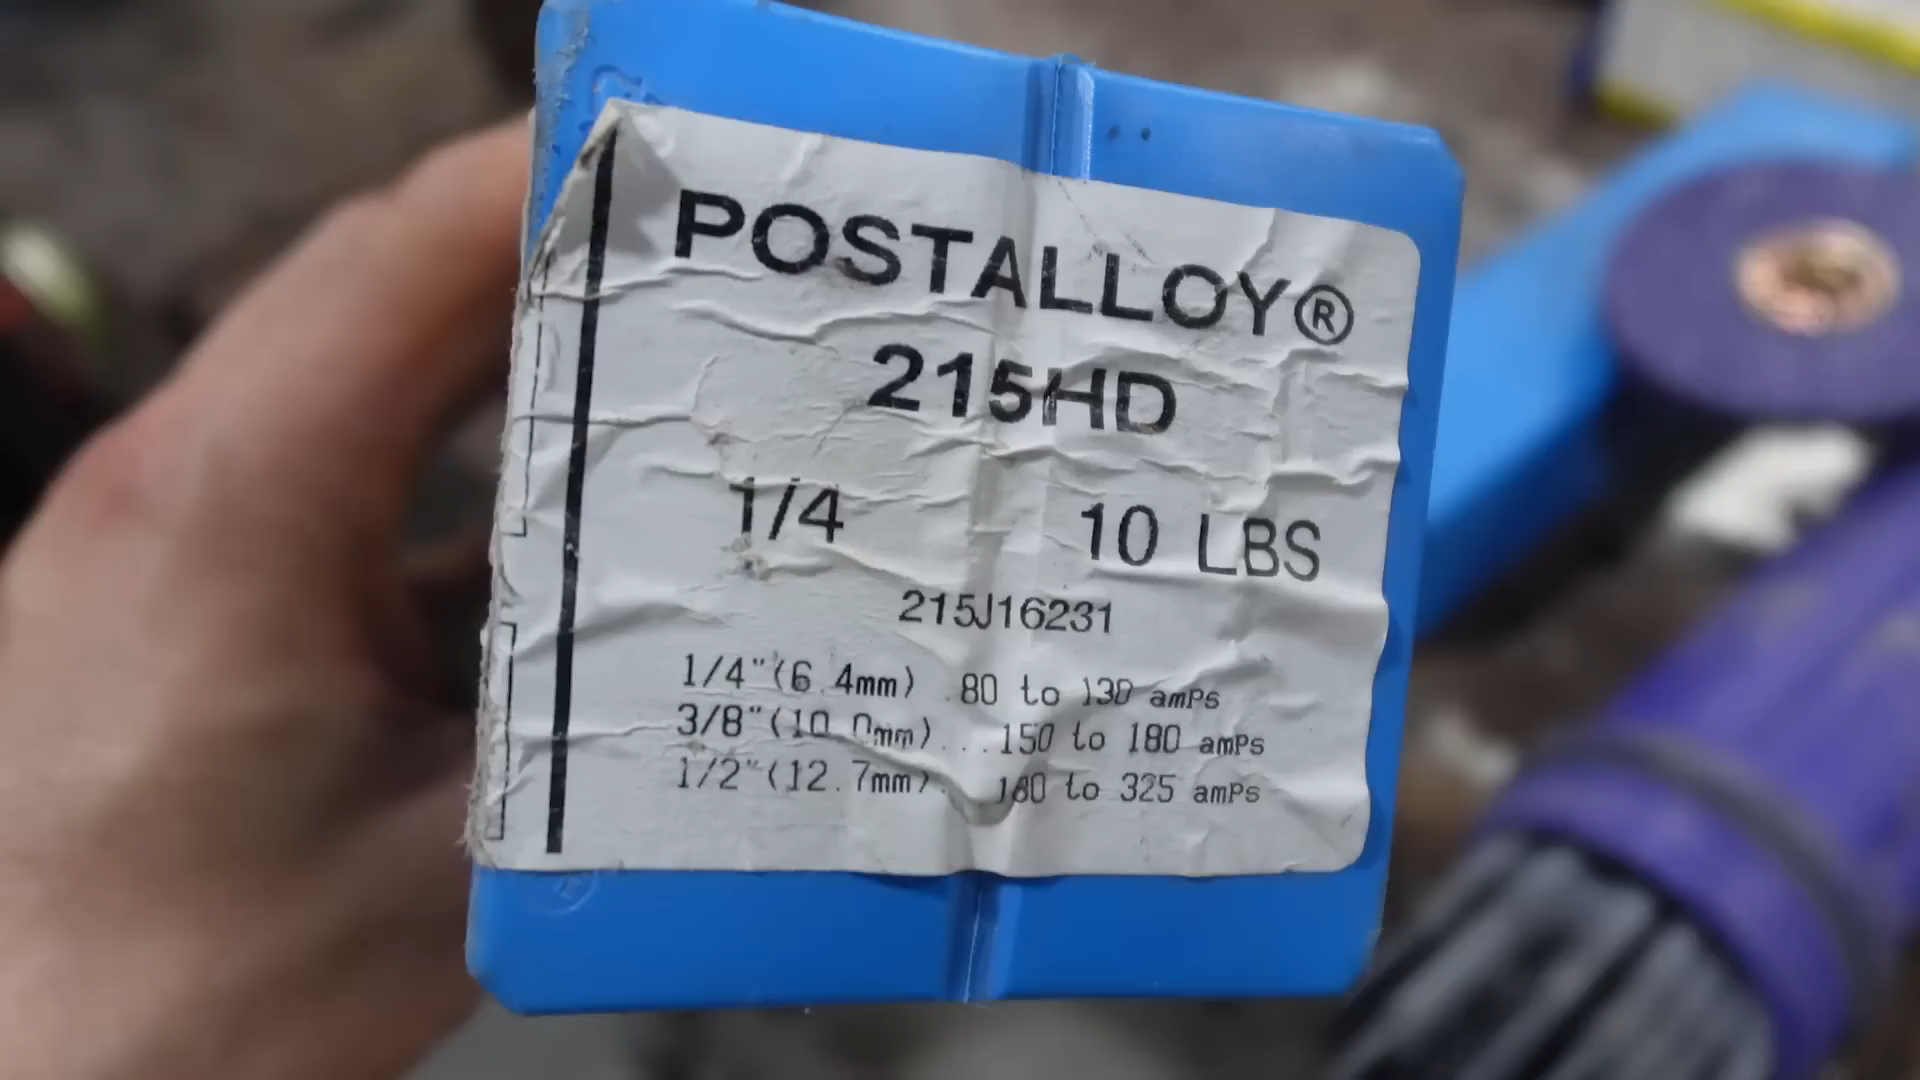 POSTALLOY®
215HD
1/4 10 LBS
215J16231
1/4"(6.4mm) .80 to 130 amps
3/8"(10.0mm)...150 to 180 amps
1/2"(12.7mm). 180 to 325 amps